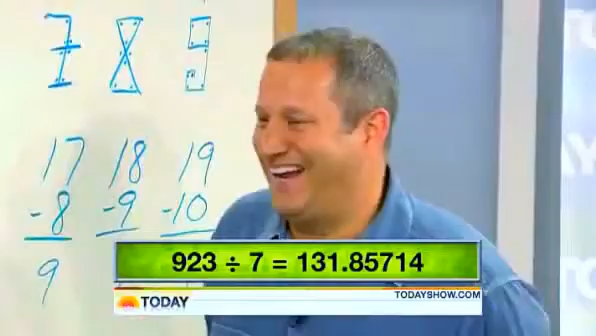 7 8 9
17 18 19
-8 -9 -10
9
923 ÷ 7 = 131.85714
TODAY
TODAYSHOW.COM